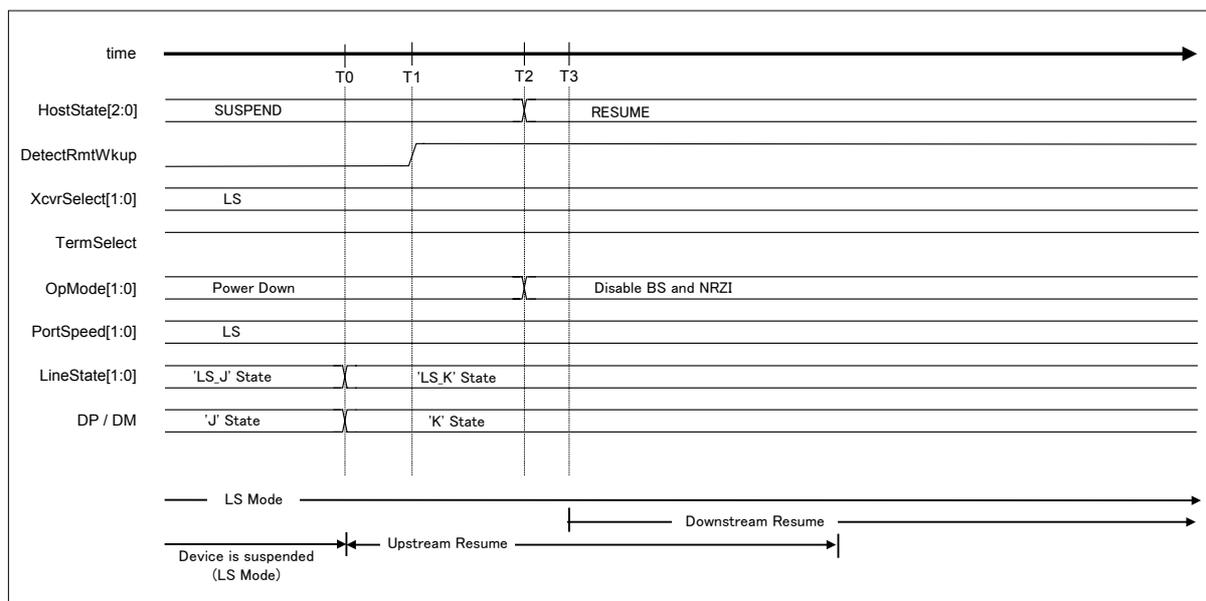 time
T0 T1 T2 T3
HostState[2:0] SUSPEND RESUME
DetectRmtWkup
XcvrSelect[1:0] LS
TermSelect
OpMode[1:0] Power Down Disable BS and NRZI
PortSpeed[1:0] LS
LineState[1:0] 'LS_J' State 'LS_K' State
DP / DM 'J' State 'K' State
LS Mode
Downstream Resume
Upstream Resume
Device is suspended
(LS Mode)